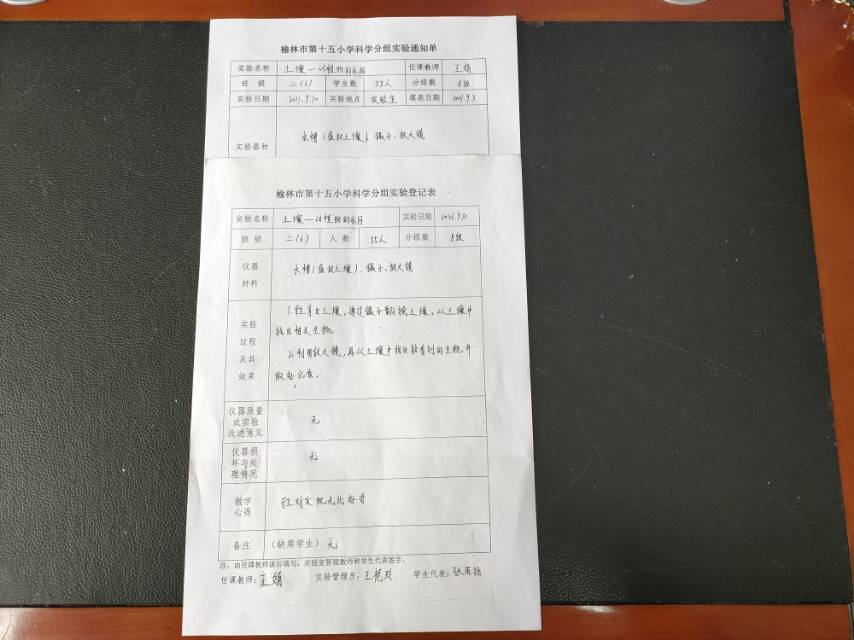 榆林市第十五小学科学分组实验通知单
实验名称 土壤—动植物的乐园 任课教师 王娟
班 级 二(6) 学生数 55人 分组数 8组
实验日期 2021.9.10 实验地点 实验室 填表日期 2021.9.3
实验器材 水槽(盛放土壤)、镊子、放大镜
榆林市第十五小学科学分组实验登记表
实验名称 土壤—动植物的乐园 实验日期 2021.9.10
班 级 二(6) 人 数 55人 分组数 8组
仪器
材料
水槽(盛放土壤)、镊子、放大镜
实验
过程
及其
效果
1.土壤,通过镊子翻土壤,从土壤中
找出相关生物。
2.利用放大镜,再从土壤中找出能看到的生物,并
做好记录。
仪器质量
或实验
改进意见
无
仪器损
坏与处
理情况
无
教学
心得
对发现无比
备注 (缺席学生) 无
注:由任课教师课后填写,实验室管理教师和学生代表签字。
任课教师:王娟 实验管理员:王 学生代表:张雨